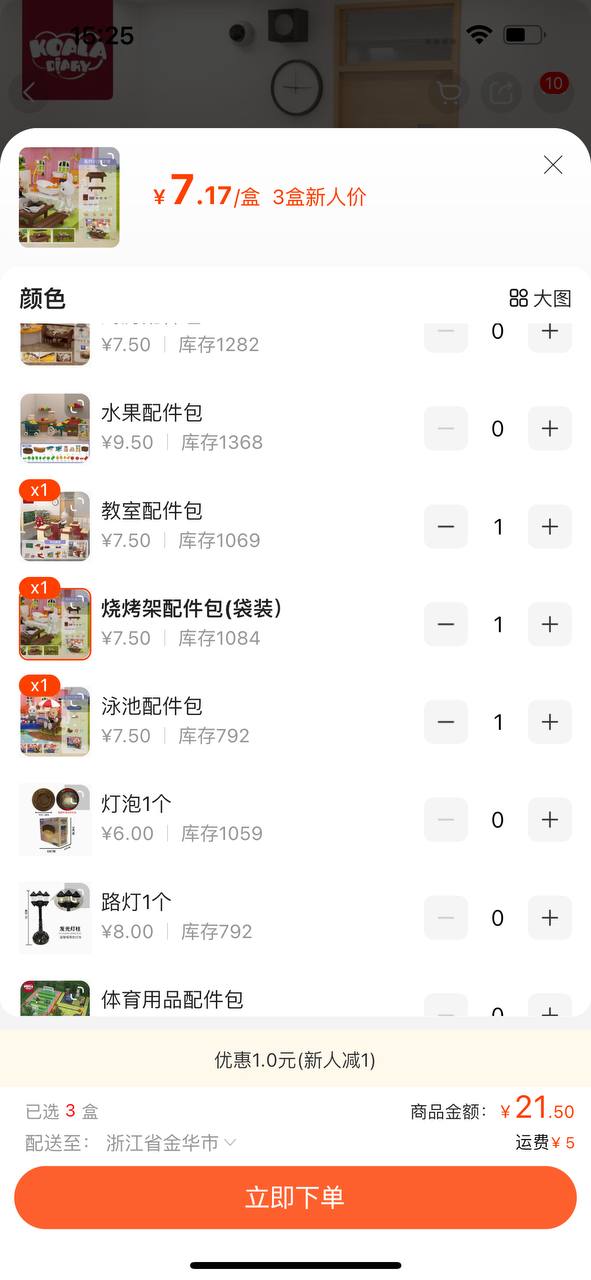 15:25
KOALA
DIARY
10
¥7.17/盒 3盒新人价
颜色
大图
¥7.50 库存1282
0
水果配件包
¥9.50 库存1368
0
x1
教室配件包
¥7.50 库存1069
1
x1
烧烤架配件包(袋装)
¥7.50 库存1084
1
x1
泳池配件包
¥7.50 库存792
1
灯泡1个
¥6.00 库存1059
0
路灯1个
¥8.00 库存792
0
发光灯柱
体育用品配件包
0
优惠1.0元(新人减1)
已选 3 盒
商品金额: ¥21.50
配送至: 浙江省金华市
运费¥5
立即下单